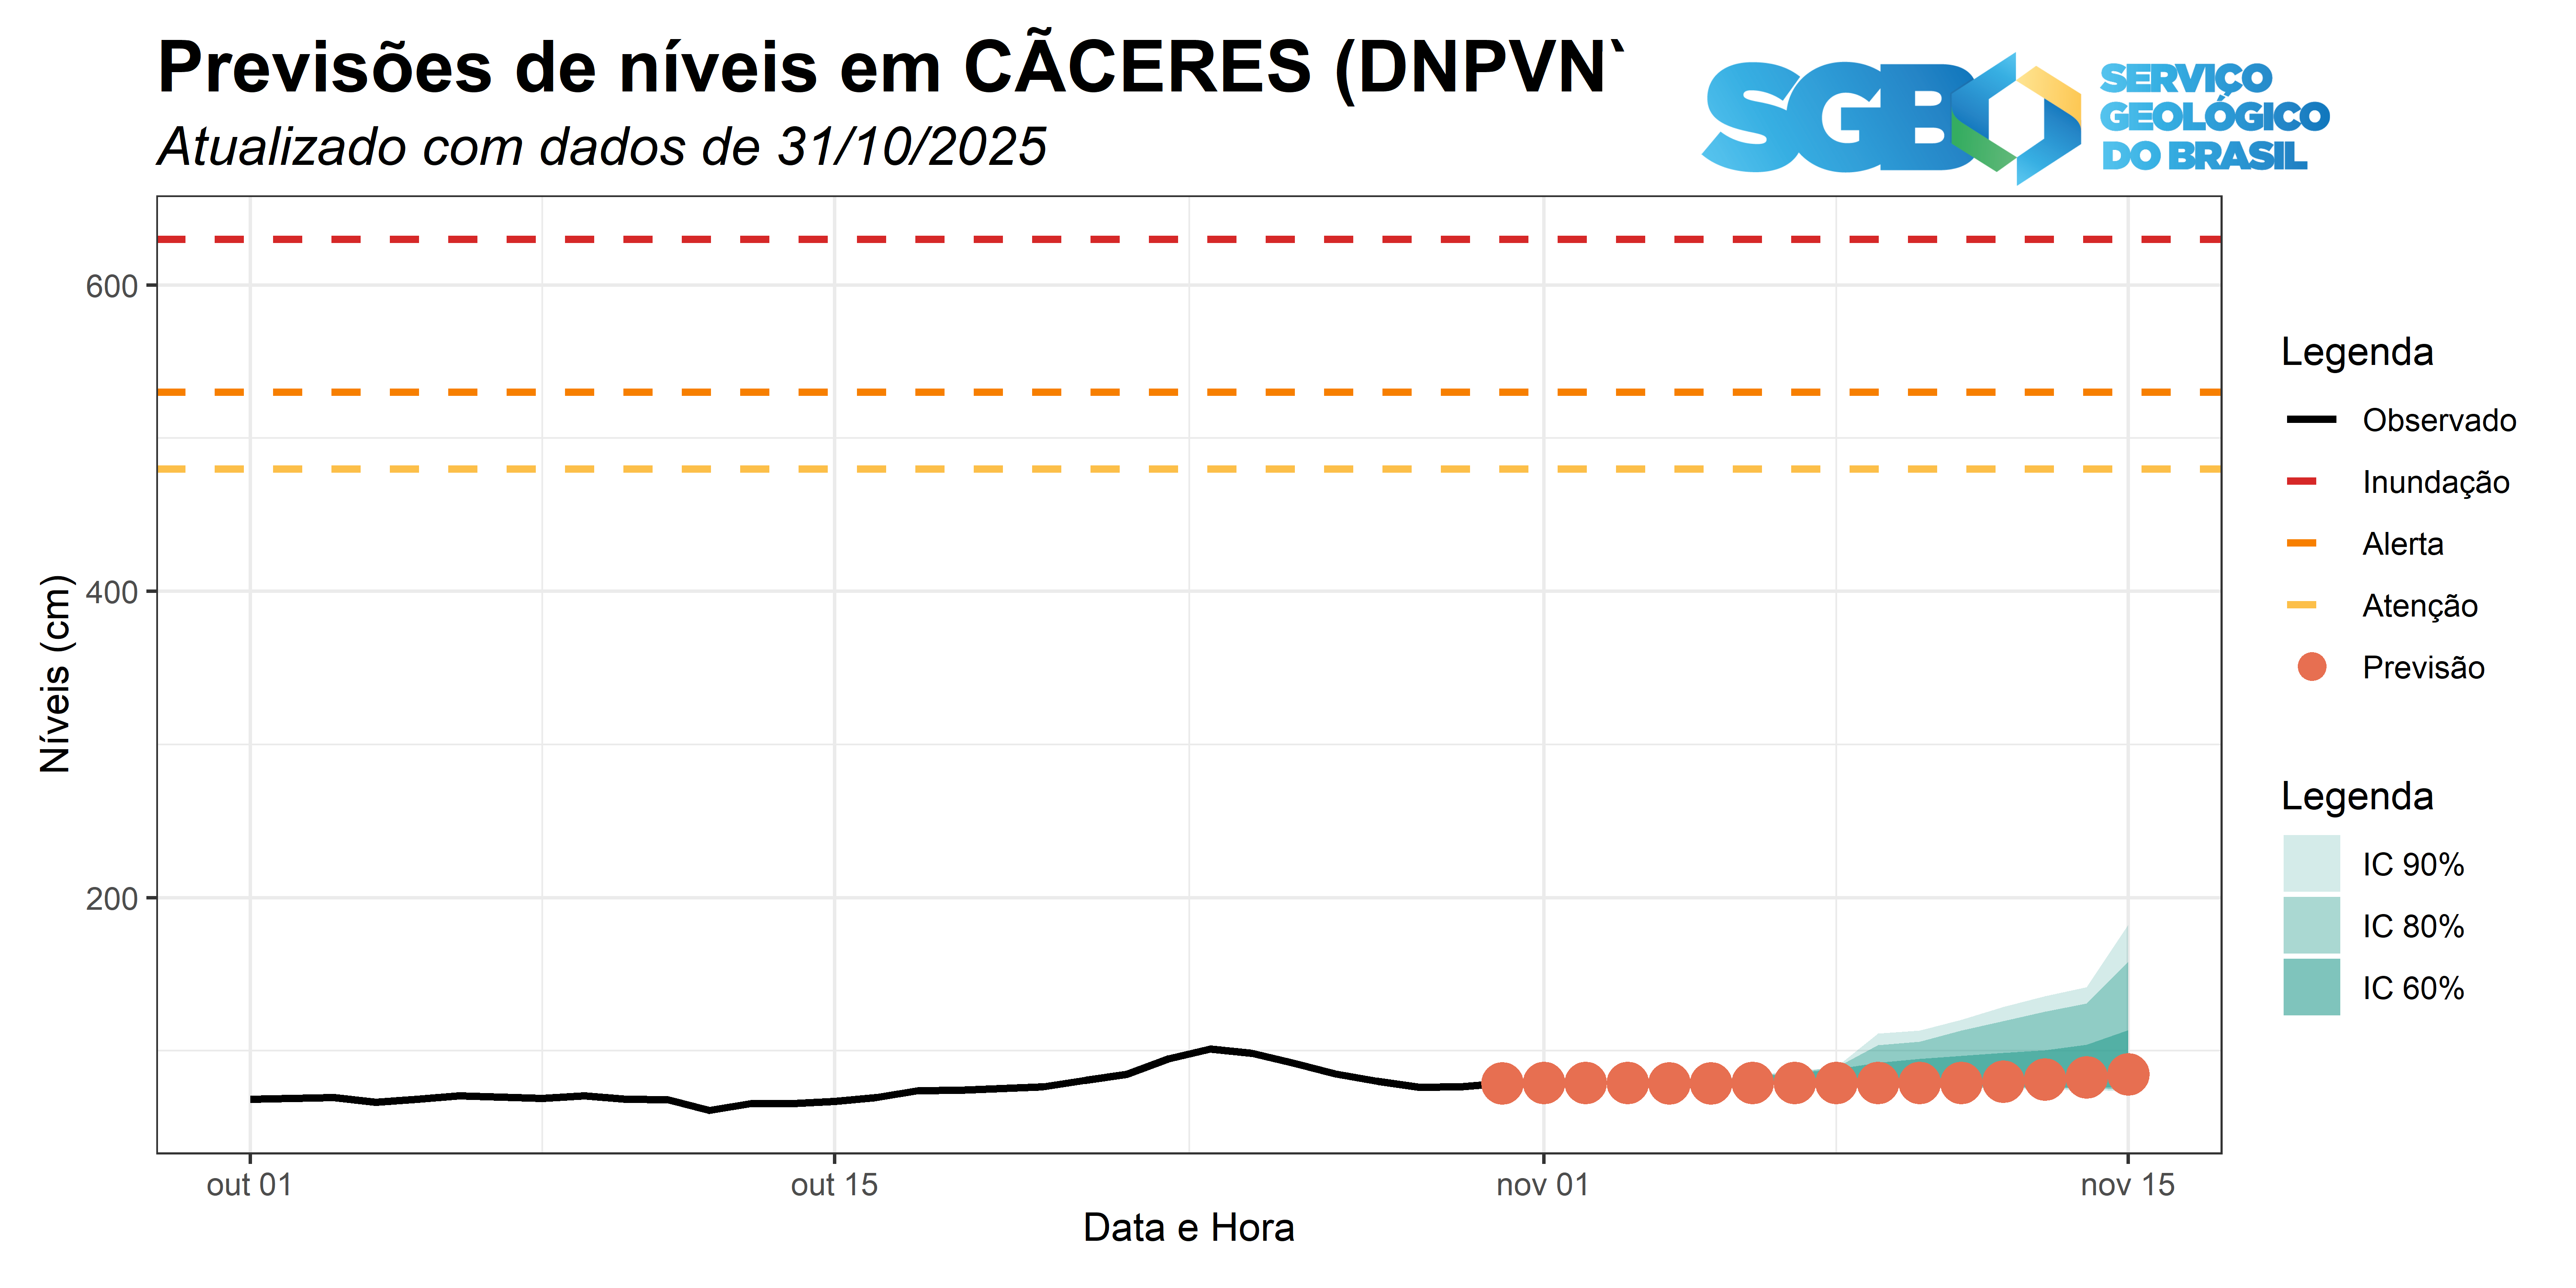 Previsões de níveis em CÃCERES (DNPVN`
Atualizado com dados de 31/10/2025
SGB
SERVIÇO
GEOLÓGICO
DO BRASIL
600
400
200
Níveis (cm)
out 01
out 15
nov 01
nov 15
Data e Hora
Legenda
Observado
Inundação
Alerta
Atenção
Previsão
Legenda
IC 90%
IC 80%
IC 60%